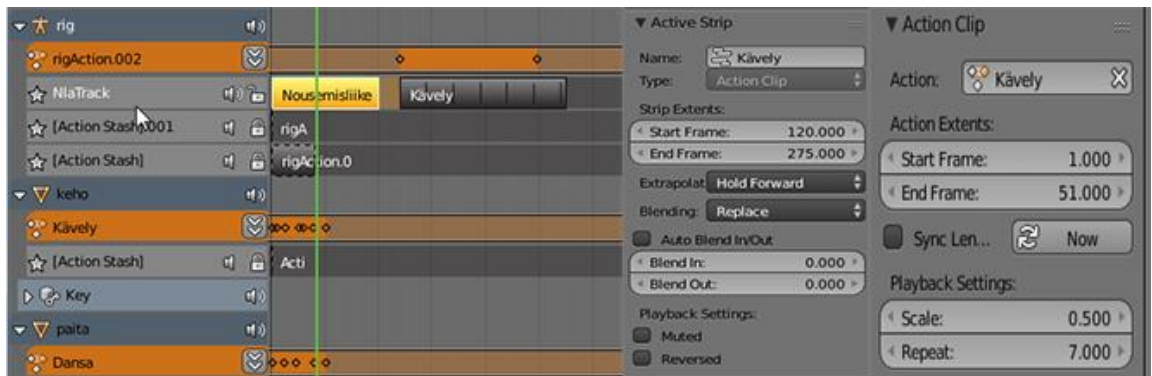 rig
rigAction.002
NlaTrack
Nousemisliike
Kävely
[Action Stash].001
rigA
[Action Stash]
rigAction.0
keho
Kävely
[Action Stash]
Acti
Key
paita
Dansa
Active Strip
Name: Kävely
Type: Action Clip
Strip Extents:
Start Frame: 120.000
End Frame: 275.000
Extrapolat Hold Forward
Blending: Replace
Auto Blend In/Out
Blend In: 0.000
Blend Out: 0.000
Playback Settings:
Muted
Reversed
Action Clip
Action: Kävely
Action Extents:
Start Frame: 1.000
End Frame: 51.000
Sync Len... Now
Playback Settings:
Scale: 0.500
Repeat: 7.000